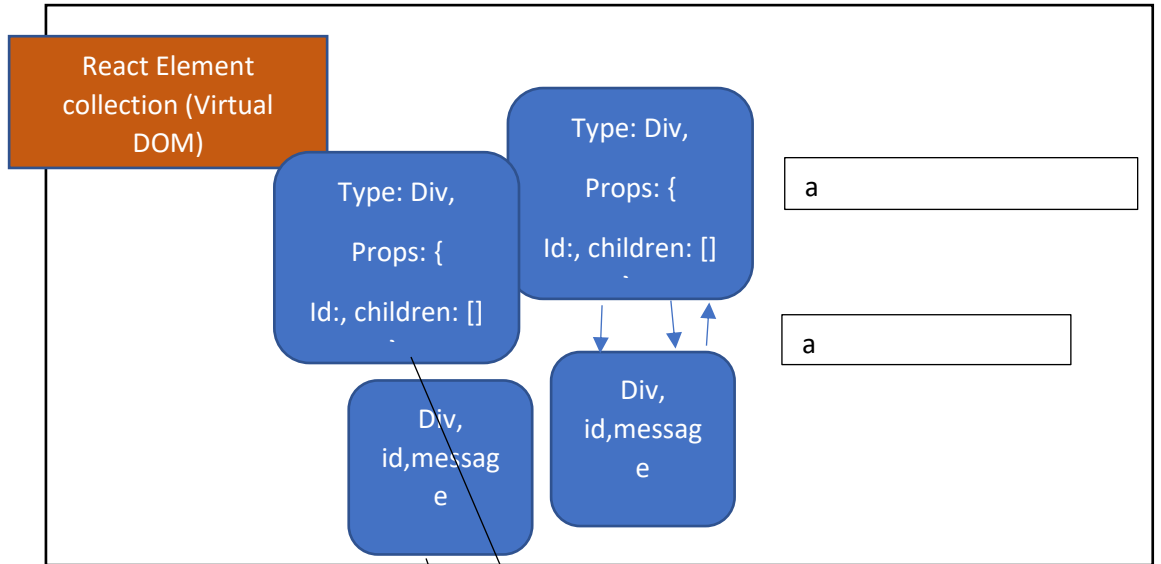 React Element
collection (Virtual
DOM)
Type: Div,
Props: {
Id:, children: []
Type: Div,
Props: {
Id:, children: []
a
a
Div,
id,messag
e
Div,
id,messag
e